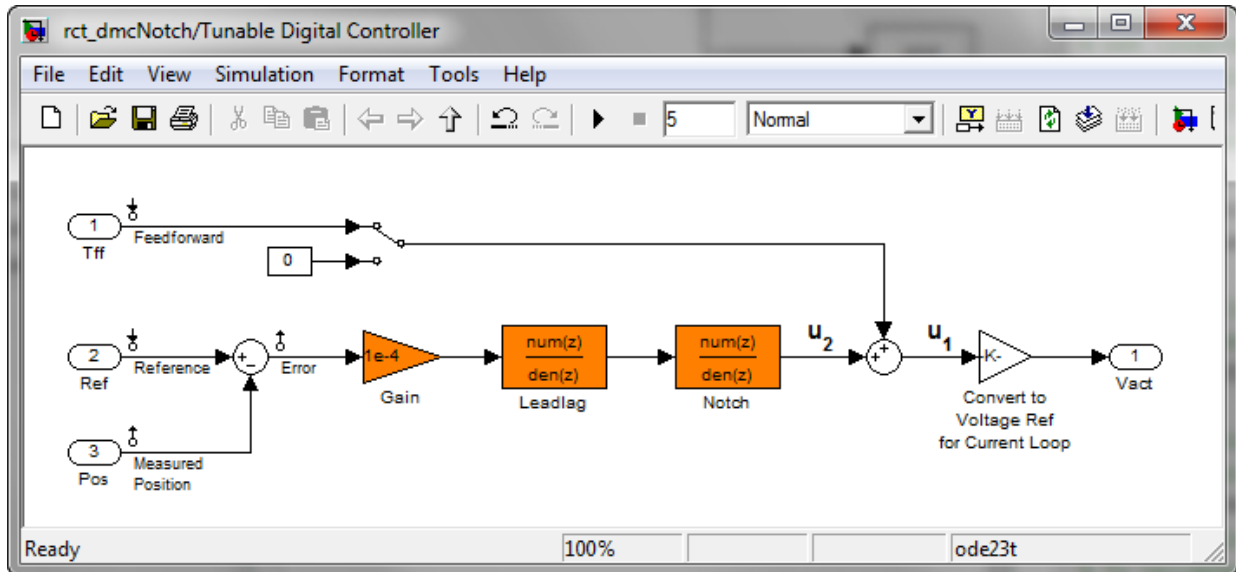 rct_dmcNotch/Tunable Digital Controller
File Edit View Simulation Format Tools Help
5 Normal
1
Tff
Feedforward
0
2
Ref
Reference
+
−
Error
1e-4
Gain
num(z)
den(z)
Leadlag
num(z)
den(z)
Notch
u2
+
+
u1
-K-
Convert to
Voltage Ref
for Current Loop
1
Vact
3
Pos
Measured
Position
Ready 100% ode23t